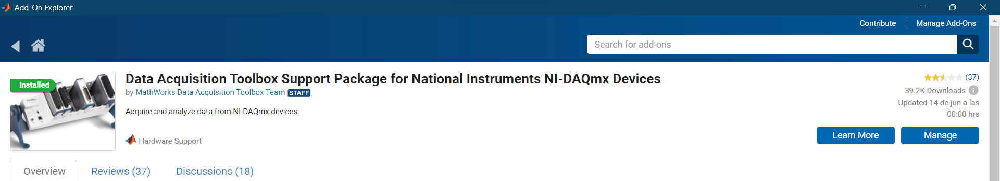 Add-On Explorer
Contribute
Manage Add-Ons
Search for add-ons
Installed
Data Acquisition Toolbox Support Package for National Instruments NI-DAQmx Devices
by MathWorks Data Acquisition Toolbox Team STAFF
Acquire and analyze data from NI-DAQmx devices.
Hardware Support
(37)
39.2K Downloads
Updated 14 de jun a las
00:00 hrs
Learn More
Manage
Overview
Reviews (37)
Discussions (18)